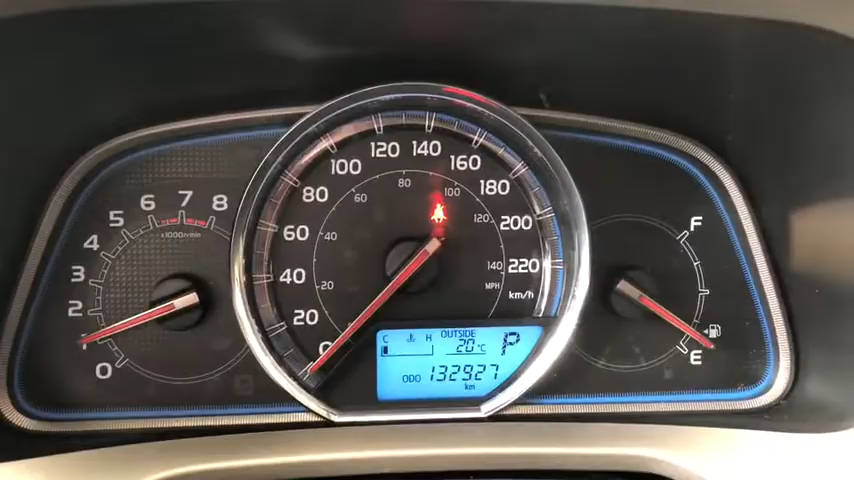 0 1 2 3 4 5 6 7 8
x1000r/min
0 20 40 60 80 100 120 140 160 180 200 220
km/h
20 40 60 80 100 120 140
MPH
C H OUTSIDE
20°C P
ODO 132927
km
F
E